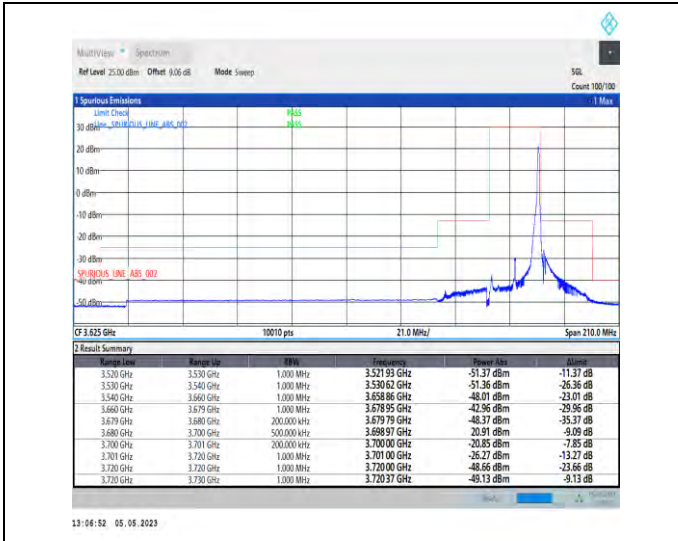 MultiView Spectrum
Ref Level 25.00 dBm Offset 9.06 dB Mode Sweep SGL
Count 100/100
1 Spurious Emissions 1 Max
Limit Check PASS
30 dBm Line _SPURIOUS_LINE_ABS_002 PASS
20 dBm
10 dBm
0 dBm
-10 dBm
-20 dBm
-30 dBm
SPURIOUS_LINE_ABS_002
-40 dBm
-50 dBm
CF 3.625 GHz 10010 pts 21.0 MHz/ Span 210.0 MHz
2 Result Summary
Range Low Range Up RBW Frequency Power Abs ΔLimit
3.520 GHz 3.530 GHz 1.000 MHz 3.521 93 GHz -51.37 dBm -11.37 dB
3.530 GHz 3.540 GHz 1.000 MHz 3.530 62 GHz -51.36 dBm -26.36 dB
3.540 GHz 3.660 GHz 1.000 MHz 3.658 86 GHz -48.01 dBm -23.01 dB
3.660 GHz 3.679 GHz 1.000 MHz 3.678 95 GHz -42.96 dBm -29.96 dB
3.679 GHz 3.680 GHz 200.000 kHz 3.679 79 GHz -48.37 dBm -35.37 dB
3.680 GHz 3.700 GHz 500.000 kHz 3.698 97 GHz 20.91 dBm -9.09 dB
3.700 GHz 3.701 GHz 200.000 kHz 3.700 00 GHz -20.85 dBm -7.85 dB
3.701 GHz 3.720 GHz 1.000 MHz 3.701 00 GHz -26.27 dBm -13.27 dB
3.720 GHz 3.720 GHz 1.000 MHz 3.720 00 GHz -48.66 dBm -23.66 dB
3.720 GHz 3.730 GHz 1.000 MHz 3.720 37 GHz -49.13 dBm -9.13 dB
13:06:52 05.05.2023